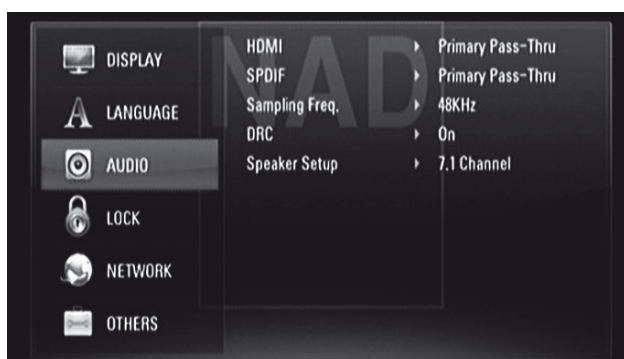 NAD
DISPLAY
LANGUAGE
AUDIO
LOCK
NETWORK
OTHERS
HDMI Primary Pass-Thru
SPDIF Primary Pass-Thru
Sampling Freq. 48KHz
DRC On
Speaker Setup 7.1 Channel